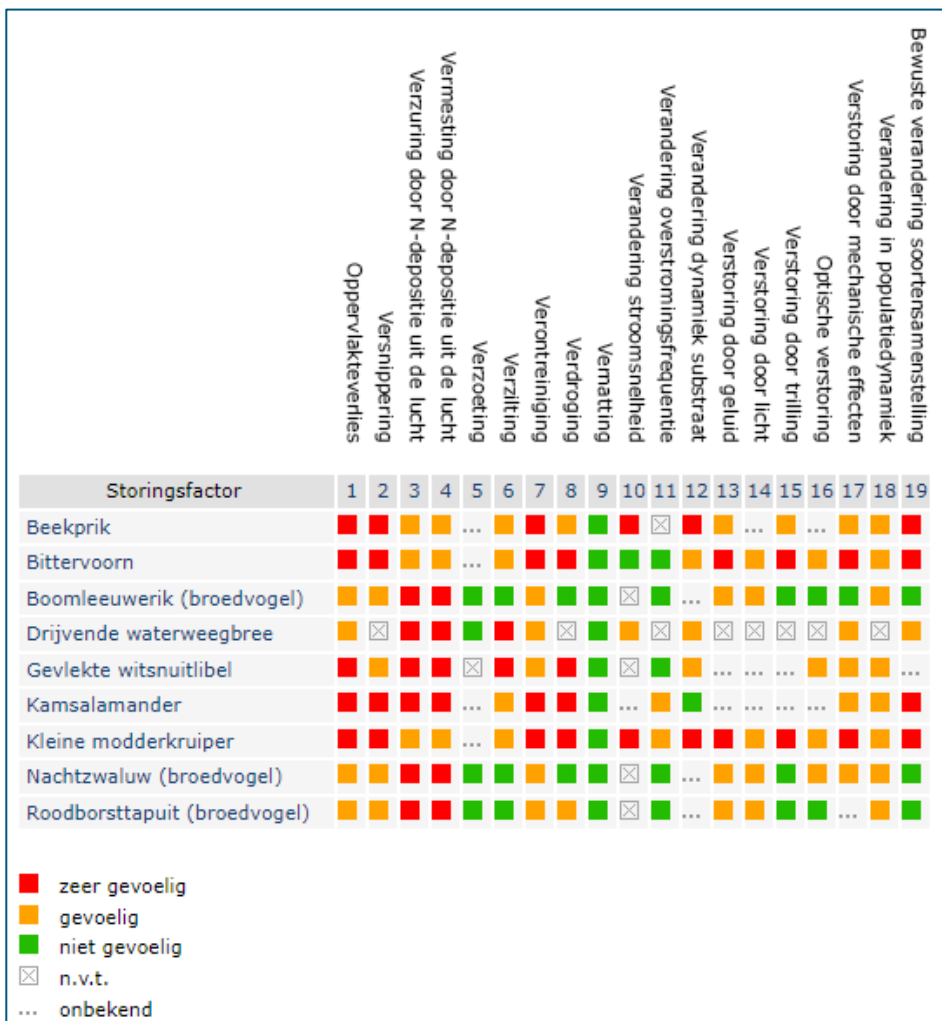 Oppervlakteverlies
Versnippering
Verzuring door N-depositie uit de lucht
Vermesting door N-depositie uit de lucht
Verzoeting
Verzilting
Verontreiniging
Verdroging
Vernatting
Verandering stroomsnelheid
Verandering overstromingsfrequentie
Verandering dynamiek substraat
Verstoring door geluid
Verstoring door licht
Verstoring door trilling
Optische verstoring
Verstoring door mechanische effecten
Verandering in populatiedynamiek
Bewuste verandering soortensamenstelling
Storingsfactor 1 2 3 4 5 6 7 8 9 10 11 12 13 14 15 16 17 18 19
Beekprik ... ... ...
Bittervoorn ...
Boomleeuwerik (broedvogel) ...
Drijvende waterweegbree
Gevlekte witsnuitlibel ... ... ... ...
Kamsalamander ... ... ... ... ... ...
Kleine modderkruiper ...
Nachtzwaluw (broedvogel) ...
Roodborsttapuit (broedvogel) ... ...
zeer gevoelig
gevoelig
niet gevoelig
n.v.t.
... onbekend